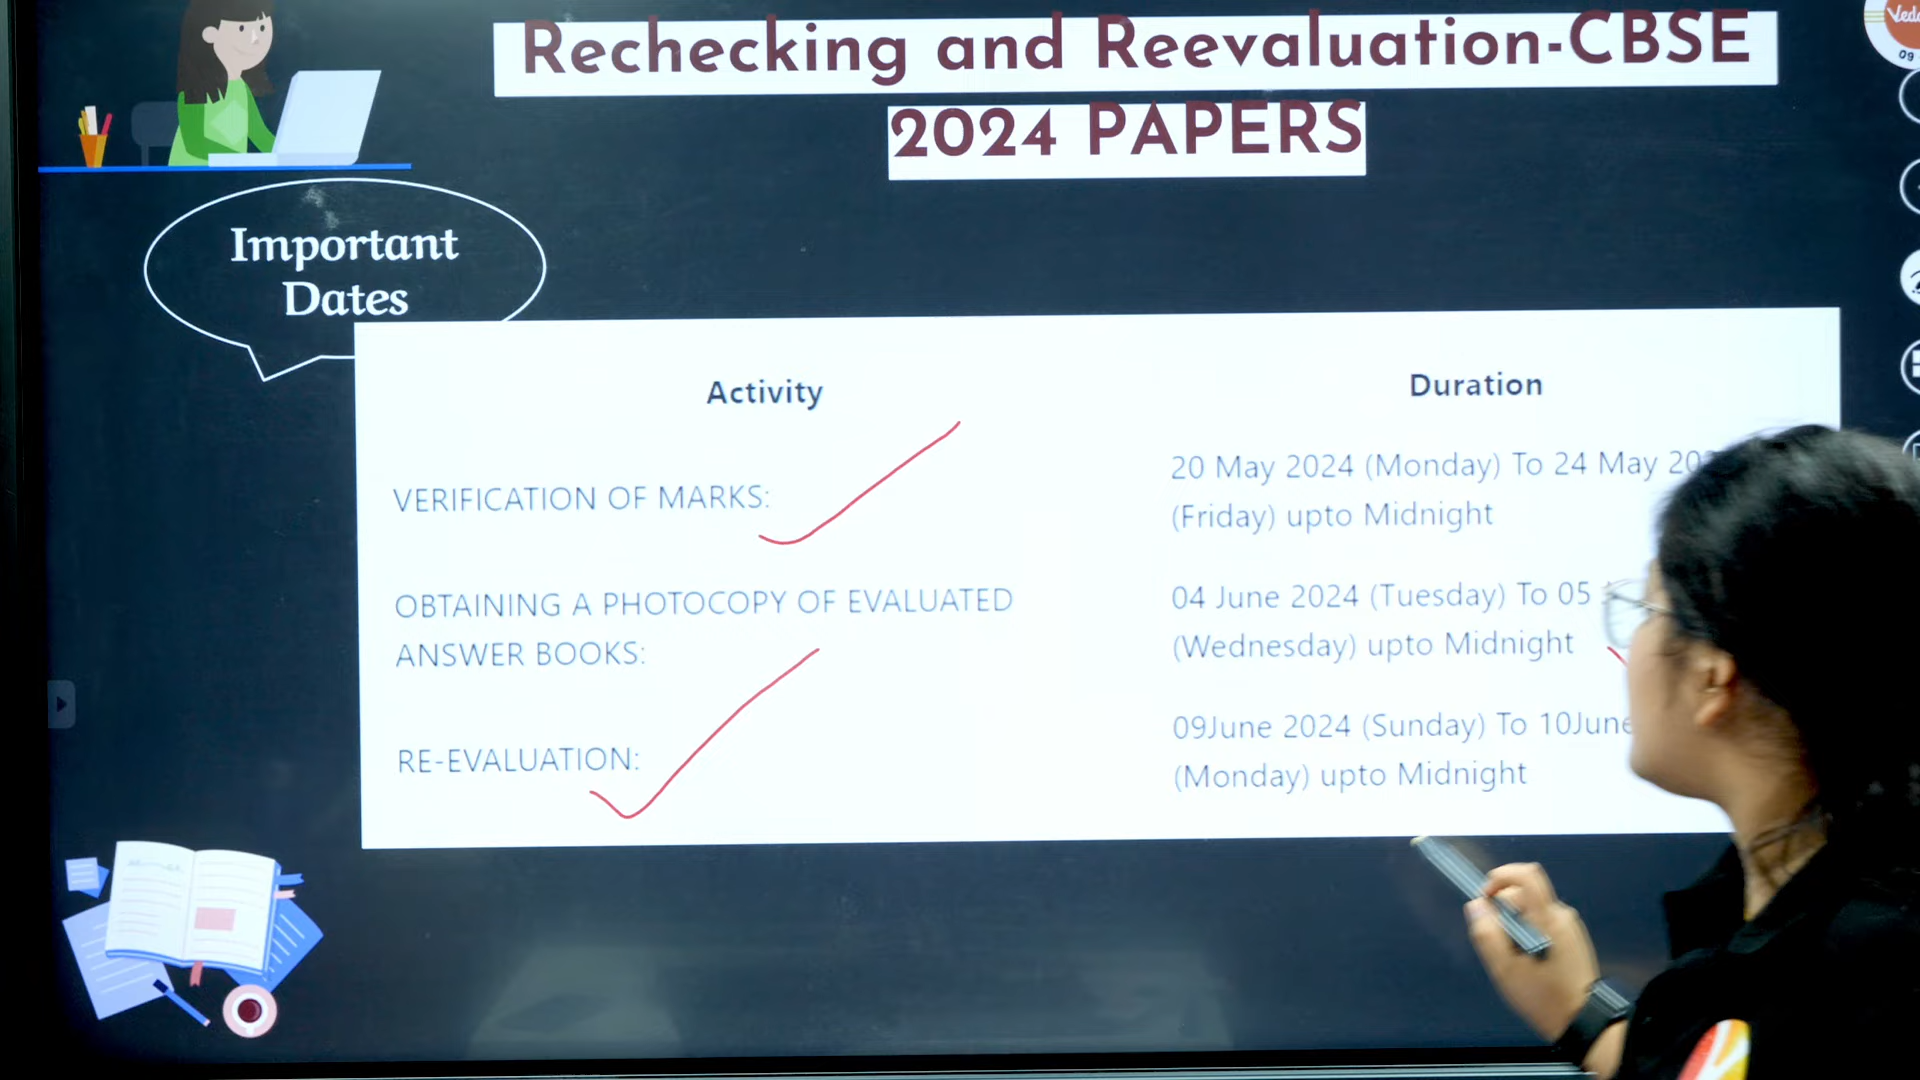 Rechecking and Reevaluation-CBSE
2024 PAPERS
Important
Dates
Activity
Duration
VERIFICATION OF MARKS:
20 May 2024 (Monday) To 24 May
(Friday) upto Midnight
OBTAINING A PHOTOCOPY OF EVALUATED
ANSWER BOOKS:
04 June 2024 (Tuesday) To 05
(Wednesday) upto Midnight
RE-EVALUATION:
09June 2024 (Sunday) To 10June
(Monday) upto Midnight
09